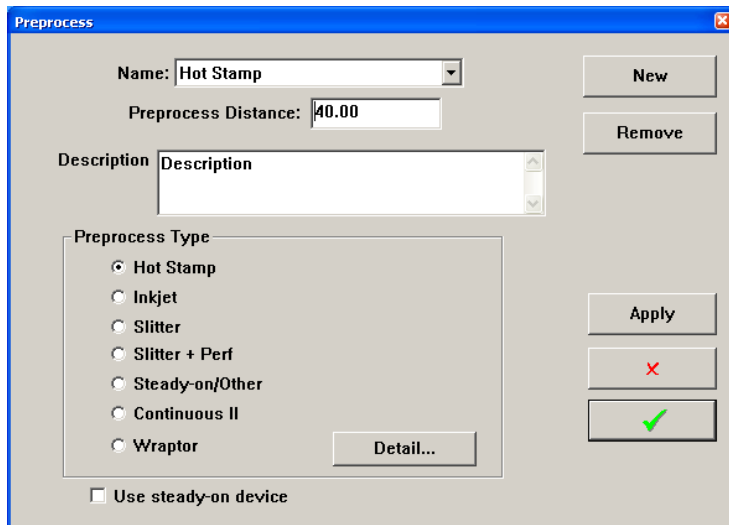 Preprocess
Name: Hot Stamp
New
Preprocess Distance: 40.00
Remove
Description Description
Preprocess Type
Hot Stamp
Inkjet
Slitter
Slitter + Perf
Steady-on/Other
Continuous II
Wraptor
Detail...
Apply
Use steady-on device